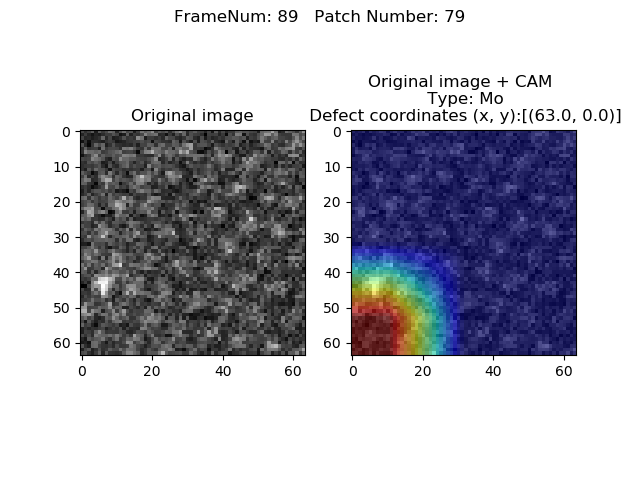 FrameNum: 89   Patch Number: 79
Original image
0
10
20
30
40
50
60
0 20 40 60
Original image + CAM
Type: Mo
Defect coordinates (x, y):[(63.0, 0.0)]
0
10
20
30
40
50
60
0 20 40 60